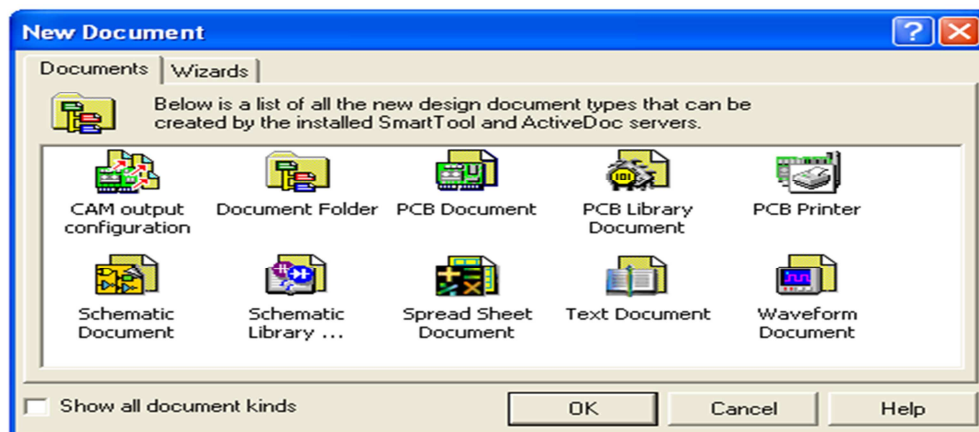 New Document
Documents
Wizards
Below is a list of all the new design document types that can be
created by the installed SmartTool and ActiveDoc servers.
CAM output
configuration
Document Folder
PCB Document
PCB Library
Document
PCB Printer
Schematic
Document
Schematic
Library ...
Spread Sheet
Document
Text Document
Waveform
Document
Show all document kinds
OK
Cancel
Help